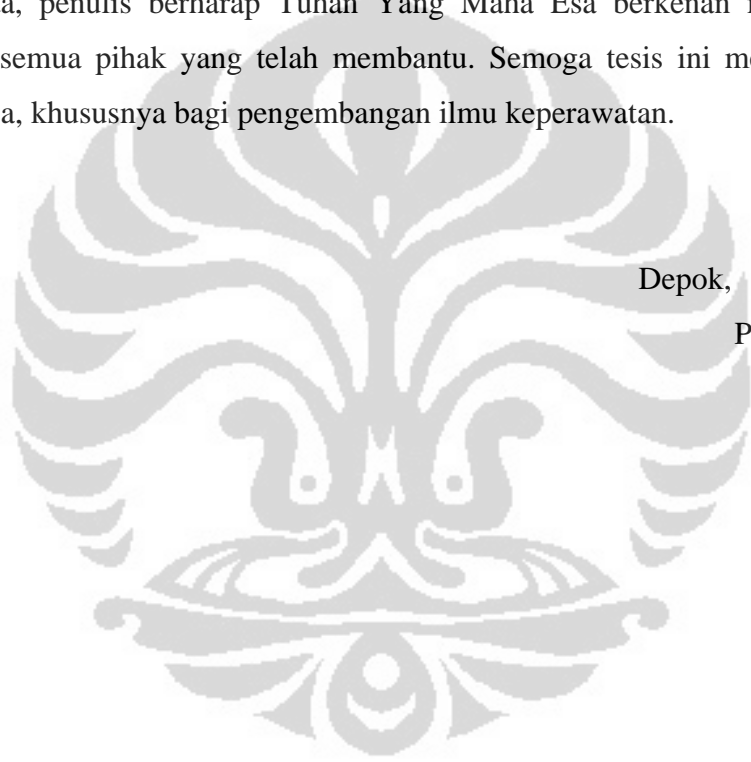 penulis berharap Tuhan Yang Maha Esa berkenan
semua pihak yang telah membantu. Semoga tesis ini
khususnya bagi pengembangan ilmu keperawatan.
Depok,